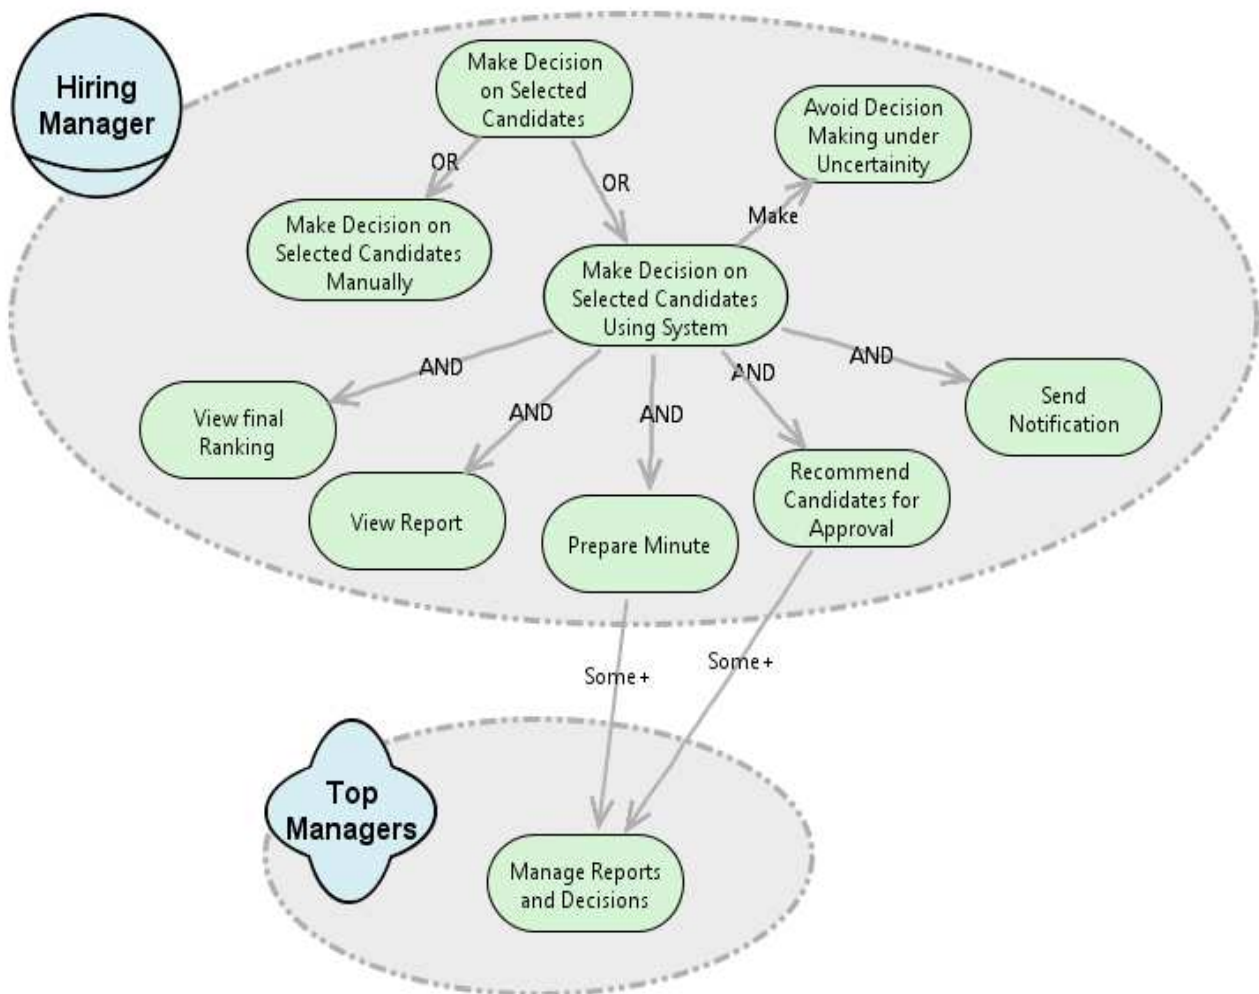 Hiring
Manager
Make Decision
on Selected
Candidates
Avoid Decision
Making under
Uncertainity
OR
OR
Make
Make Decision on
Selected Candidates
Manually
Make Decision on
Selected Candidates
Using System
AND
AND
AND
AND
AND
View final
Ranking
View Report
Prepare Minute
Recommend
Candidates for
Approval
Send
Notification
Some+
Some+
Top
Managers
Manage Reports
and Decisions